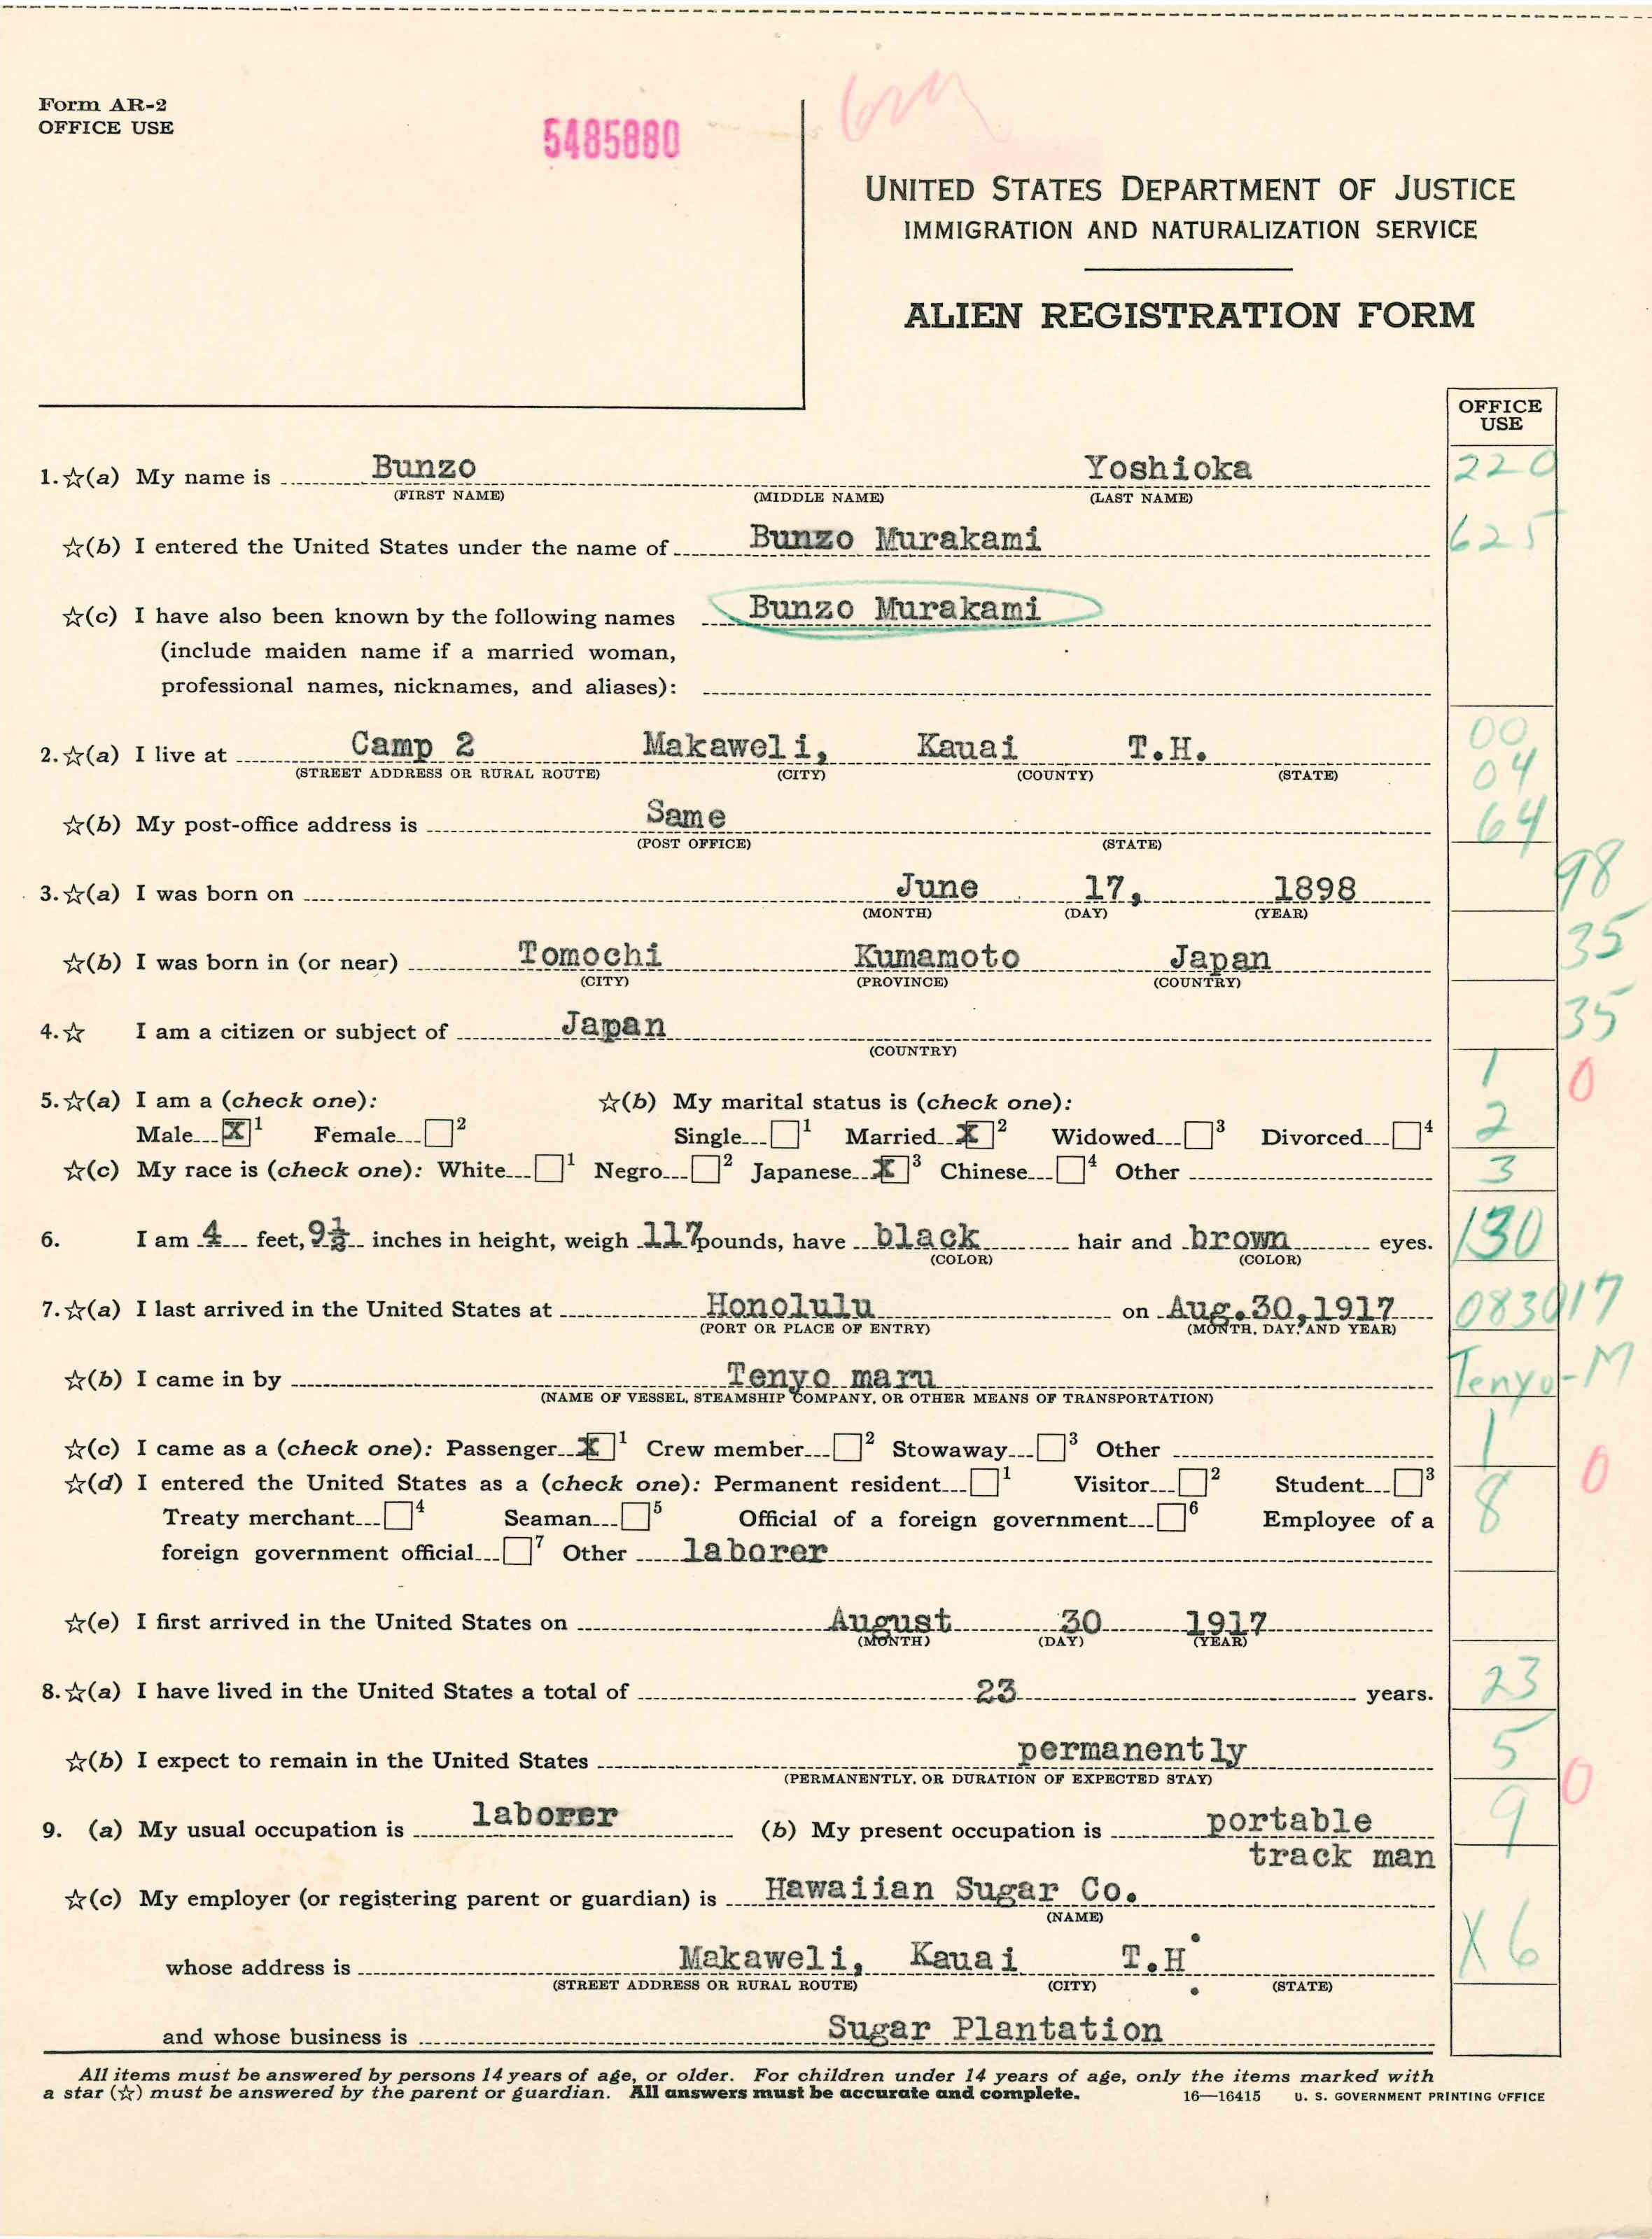 Form AR-2
OFFICE USE
5485880
UNITED STATES DEPARTMENT OF JUSTICE
IMMIGRATION AND NATURALIZATION SERVICE
ALIEN REGISTRATION FORM
OFFICE
USE
1. ☆(a) My name is Bunzo Yoshioka 220
(FIRST NAME) (MIDDLE NAME) (LAST NAME)
☆(b) I entered the United States under the name of Bunzo Murakami 625
☆(c) I have also been known by the following names Bunzo Murakami
(include maiden name if a married woman,
professional names, nicknames, and aliases):
2. ☆(a) I live at Camp 2 Makaweli, Kauai T.H. 00
(STREET ADDRESS OR RURAL ROUTE) (CITY) (COUNTY) (STATE) 04
☆(b) My post-office address is Same 64
(POST OFFICE) (STATE)
3. ☆(a) I was born on June 17, 1898 98
(MONTH) (DAY) (YEAR)
☆(b) I was born in (or near) Tomochi Kumamoto Japan 35
(CITY) (PROVINCE) (COUNTRY)
4. ☆ I am a citizen or subject of Japan 35
(COUNTRY)
5. ☆(a) I am a (check one): ☆(b) My marital status is (check one): 1 0
Male X 1 Female 2 Single 1 Married X 2 Widowed 3 Divorced 4 2
☆(c) My race is (check one): White 1 Negro 2 Japanese X 3 Chinese 4 Other 3
6. I am 4 feet, 9½ inches in height, weigh 117 pounds, have black hair and brown eyes. 130
(COLOR) (COLOR)
7. ☆(a) I last arrived in the United States at Honolulu on Aug.30,1917 083017
(PORT OR PLACE OF ENTRY) (MONTH, DAY, AND YEAR)
☆(b) I came in by Tenyo maru Tenyo-M
(NAME OF VESSEL, STEAMSHIP COMPANY, OR OTHER MEANS OF TRANSPORTATION)
☆(c) I came as a (check one): Passenger X 1 Crew member 2 Stowaway 3 Other 1
☆(d) I entered the United States as a (check one): Permanent resident 1 Visitor 2 Student 3 0
Treaty merchant 4 Seaman 5 Official of a foreign government 6 Employee of a 8
foreign government official 7 Other laborer
☆(e) I first arrived in the United States on August 30 1917
(MONTH) (DAY) (YEAR)
8. ☆(a) I have lived in the United States a total of 23 years. 23
☆(b) I expect to remain in the United States permanently 5
(PERMANENTLY, OR DURATION OF EXPECTED STAY) 0
9. (a) My usual occupation is laborer (b) My present occupation is portable 9
track man
☆(c) My employer (or registering parent or guardian) is Hawaiian Sugar Co.
(NAME)
whose address is Makaweli, Kauai T.H. X6
(STREET ADDRESS OR RURAL ROUTE) (CITY) (STATE)
and whose business is Sugar Plantation
All items must be answered by persons 14 years of age, or older. For children under 14 years of age, only the items marked with
a star (☆) must be answered by the parent or guardian. All answers must be accurate and complete. 16—16415 U. S. GOVERNMENT PRINTING OFFICE